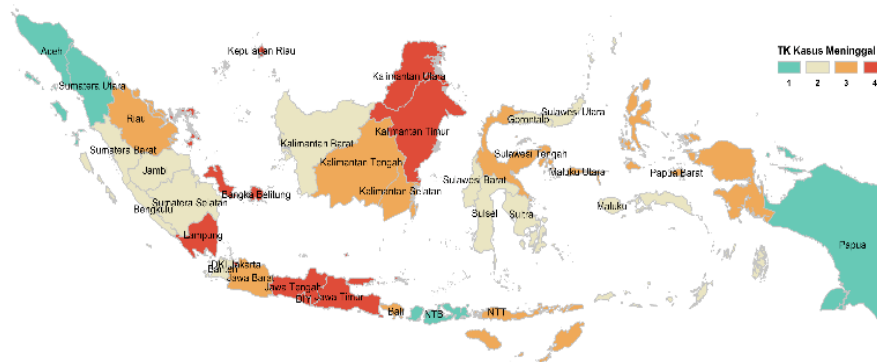 TK Kasus Meninggal
1 2 3 4
Aceh
Sumatera Utara
Kepulauan Riau
Riau
Sumatera Barat
Jambi
Sumatera Selatan
Bengkulu
Bangka Belitung
Lampung
DKI Jakarta
Banten
Jawa Barat
Jawa Tengah
DIY
Jawa Timur
Bali
NTB
NTT
Kalimantan Utara
Kalimantan Barat
Kalimantan Timur
Kalimantan Tengah
Kalimantan Selatan
Sulawesi Utara
Gorontalo
Sulawesi Tengah
Sulawesi Barat
Sulsel
Sultra
Maluku Utara
Maluku
Papua Barat
Papua